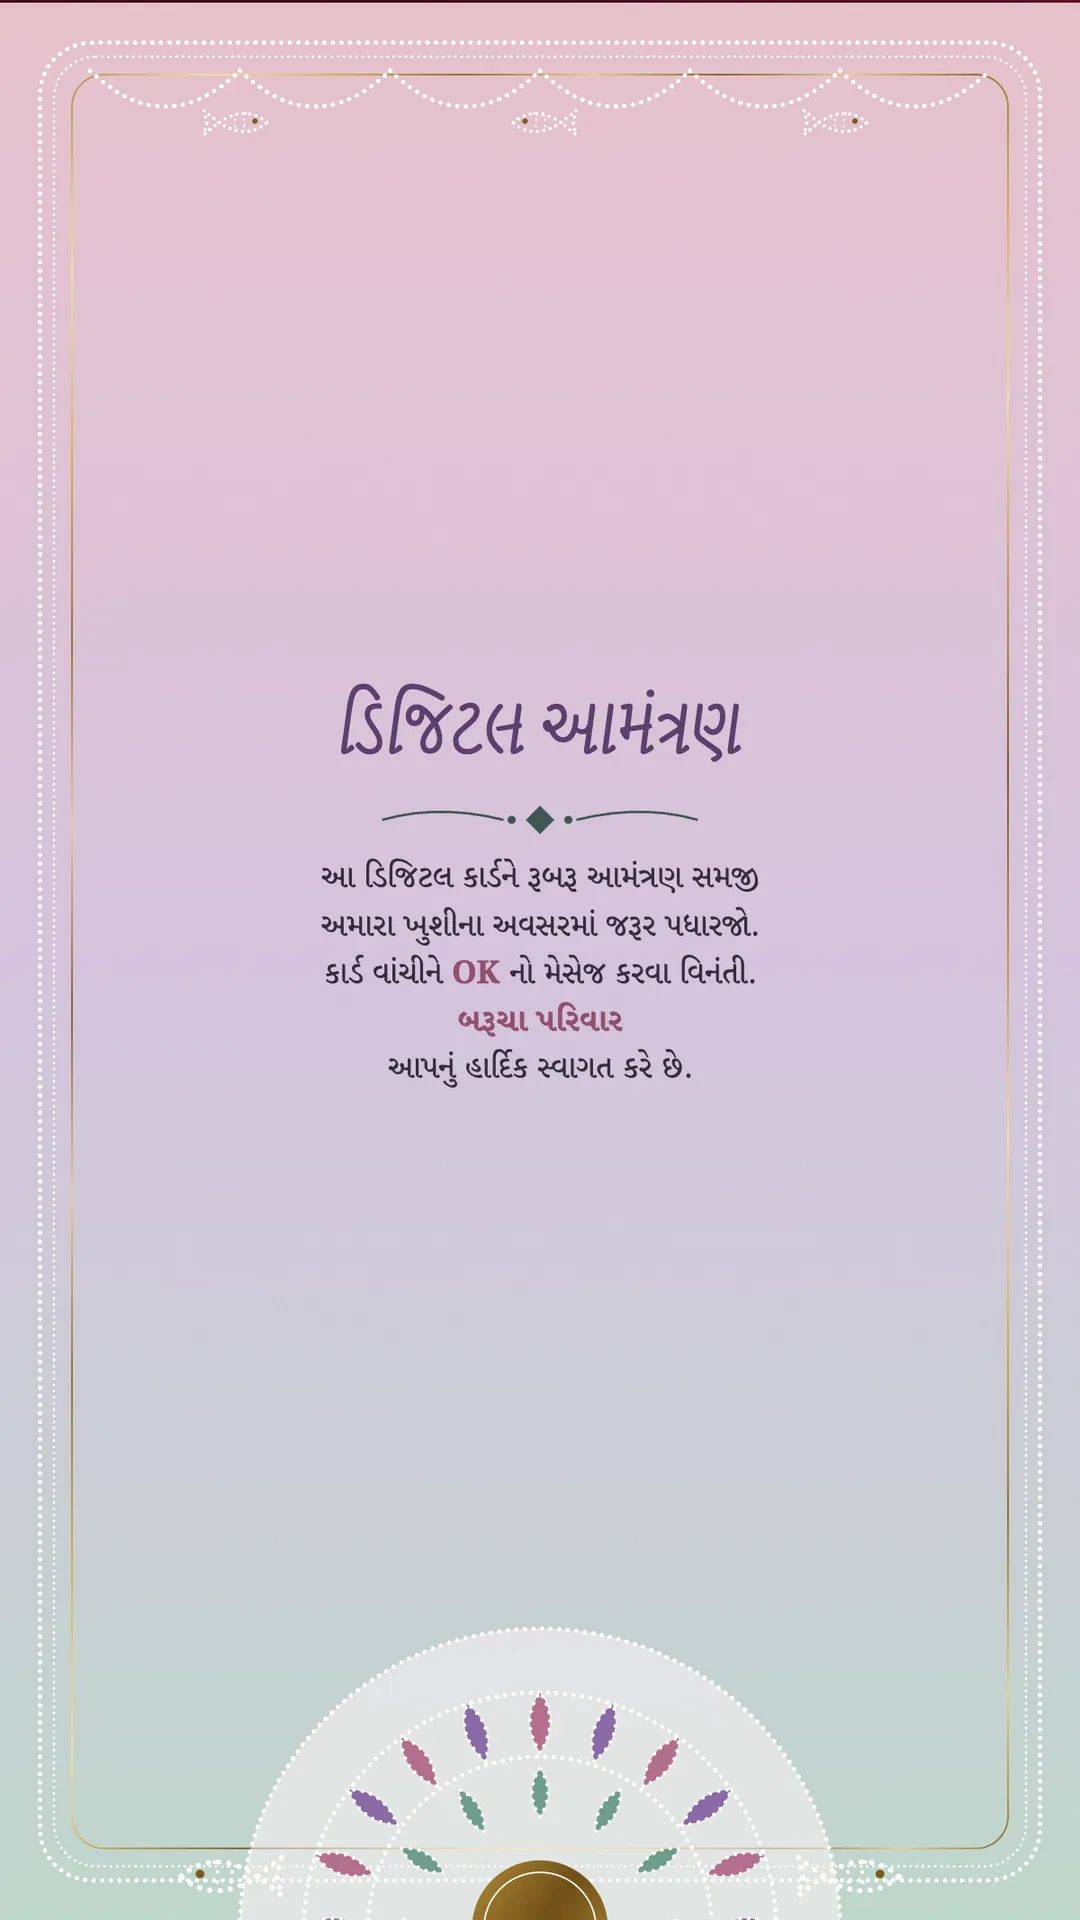 ડિજિટલ આમંત્રણ
આ ડિજિટલ કાર્ડને રૂબરૂ આમંત્રણ સમજી
અમારા ખુશીના અવસરમાં જરૂર પધારજો.
કાર્ડ વાંચીને OK નો મેસેજ કરવા વિનંતી.
બરૂચા પરિવાર
આપનું હાર્દિક સ્વાગત કરે છે.